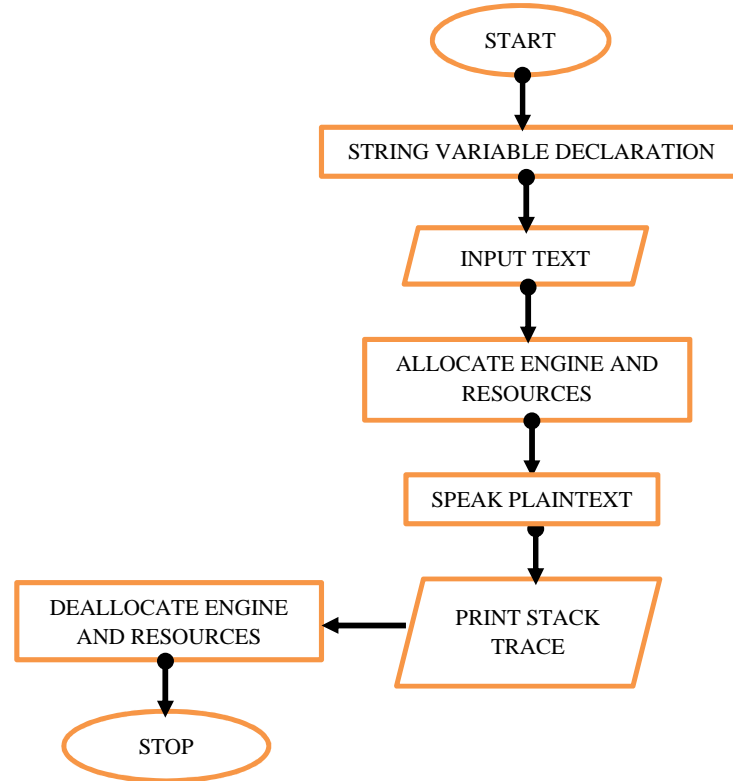 START
STRING VARIABLE DECLARATION
INPUT TEXT
ALLOCATE ENGINE AND
RESOURCES
SPEAK PLAINTEXT
PRINT STACK
TRACE
DEALLOCATE ENGINE
AND RESOURCES
STOP